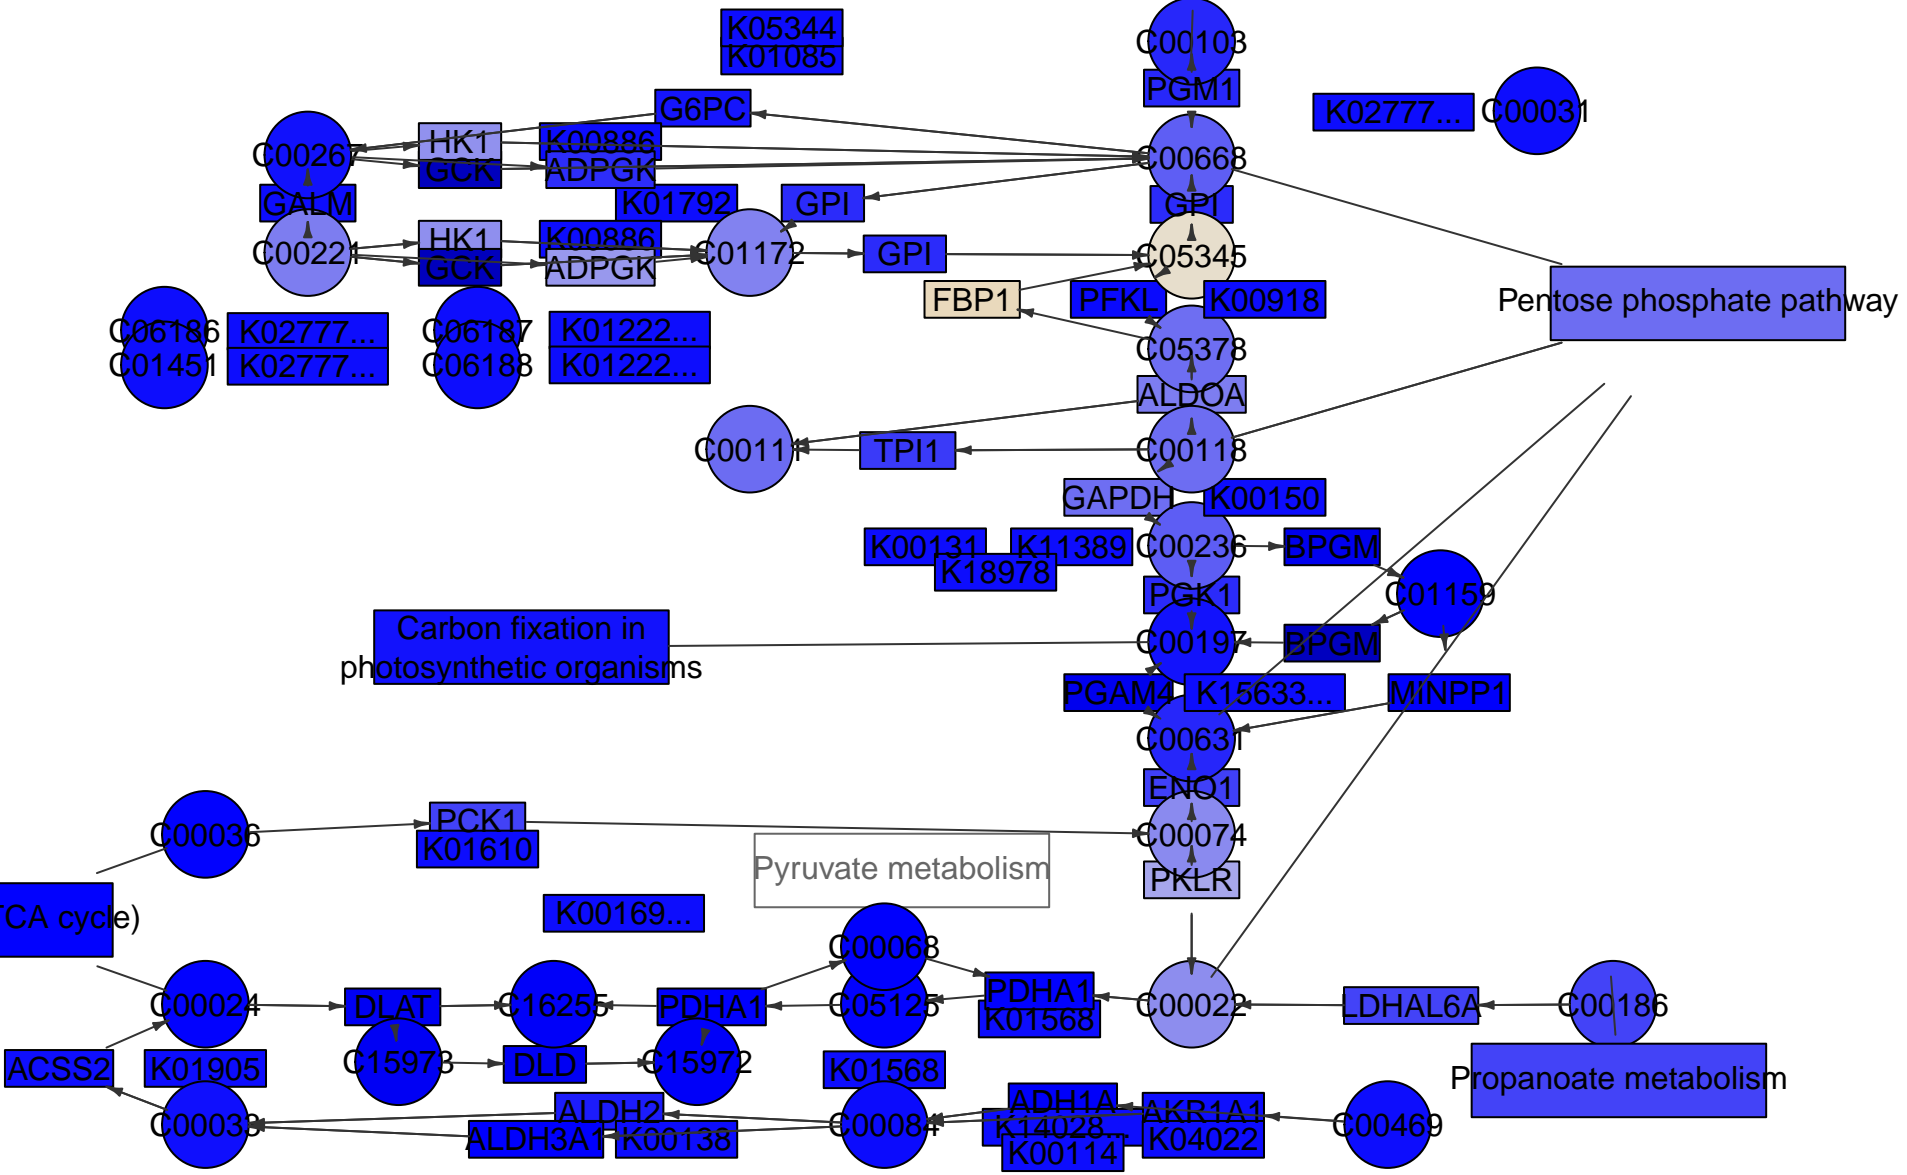 K05344
K01085
C00103
PGM1
G6PC
K02777...
C00031
C00267
HK1
K00886
GCK
ADPGK
C00668
GALM
K01792
GPI
GPI
C00221
HK1
K00886
GCK
ADPGK
C01172
GPI
C05345
FBP1
PFKL
K00918
Pentose phosphate pathway
C06186
K02777...
C06187
K01222...
C01451
K02777...
C06188
K01222...
C05378
ALDOA
C00111
TPI1
C00118
GAPDH
K00150
K00131
K11389
C00236
BPGM
K18978
PGK1
C01159
Carbon fixation in
photosynthetic organisms
C00197
BPGM
PGAM4
K15633...
MINPP1
C00631
ENO1
C00036
PCK1
K01610
C00074
Pyruvate metabolism
PKLR
TCA cycle)
K00169...
C00068
C00024
DLAT
C16255
PDHA1
C05125
PDHA1
K01568
C00022
LDHAL6A
C00186
ACSS2
K01905
C15973
DLD
C15972
K01568
Propanoate metabolism
C00033
ALDH2
ALDH3A1
K00138
C00084
ADH1A
K14028...
K00114
AKR1A1
K04022
C00469